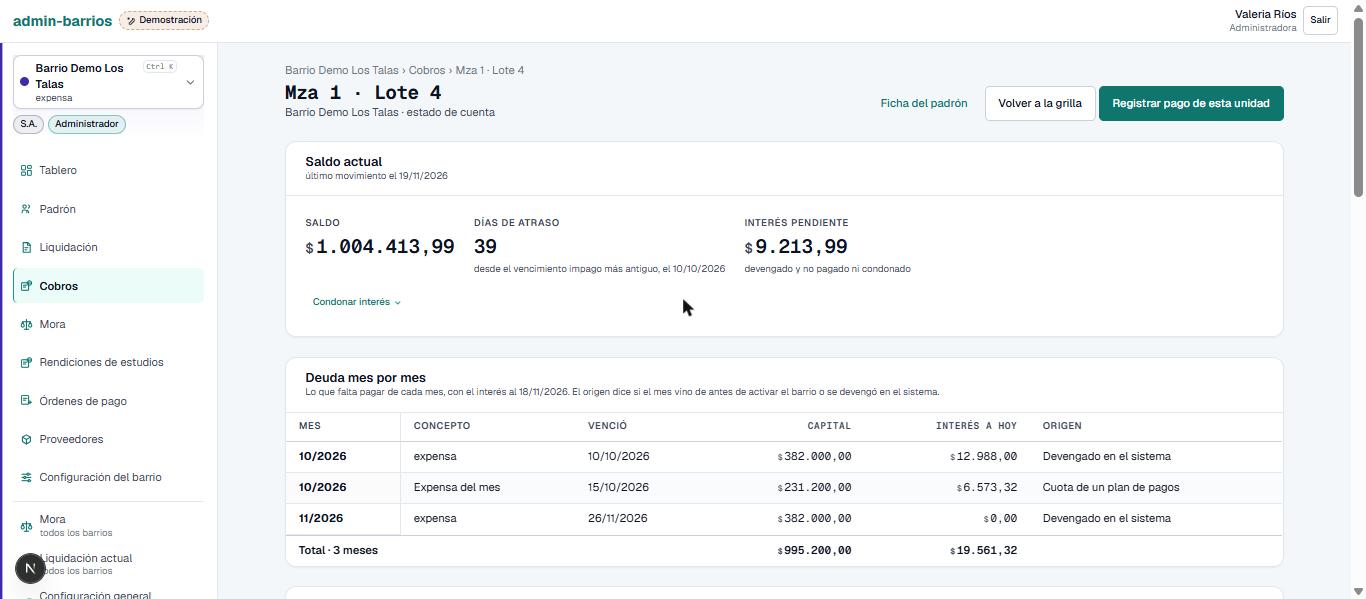 admin-barrios Demostración
Valeria Ríos
Administradora
Salir
Barrio Demo Los Talas
Ctrl K
expensa
S.A. Administrador
Tablero
Padrón
Liquidación
Cobros
Mora
Rendiciones de estudios
Órdenes de pago
Proveedores
Configuración del barrio
Mora
todos los barrios
Liquidación actual
todos los barrios
Configuración general
N
Barrio Demo Los Talas › Cobros › Mza 1 · Lote 4
Mza 1 · Lote 4
Barrio Demo Los Talas · estado de cuenta
Ficha del padrón Volver a la grilla Registrar pago de esta unidad
Saldo actual
último movimiento el 19/11/2026
SALDO DÍAS DE ATRASO INTERÉS PENDIENTE
$1.004.413,99 39 $9.213,99
desde el vencimiento impago más antiguo, el 10/10/2026 devengado y no pagado ni condonado
Condonar interés
Deuda mes por mes
Lo que falta pagar de cada mes, con el interés al 18/11/2026. El origen dice si el mes vino de antes de activar el barrio o se devengó en el sistema.
MES CONCEPTO VENCIÓ CAPITAL INTERÉS A HOY ORIGEN
10/2026 expensa 10/10/2026 $382.000,00 $12.988,00 Devengado en el sistema
10/2026 Expensa del mes 15/10/2026 $231.200,00 $6.573,32 Cuota de un plan de pagos
11/2026 expensa 26/11/2026 $382.000,00 $0,00 Devengado en el sistema
Total · 3 meses $995.200,00 $19.561,32